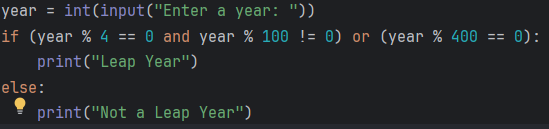 year = int(input("Enter a year: "))
if (year % 4 == 0 and year % 100 != 0) or (year % 400 == 0):
    print("Leap Year")
else:
    print("Not a Leap Year")